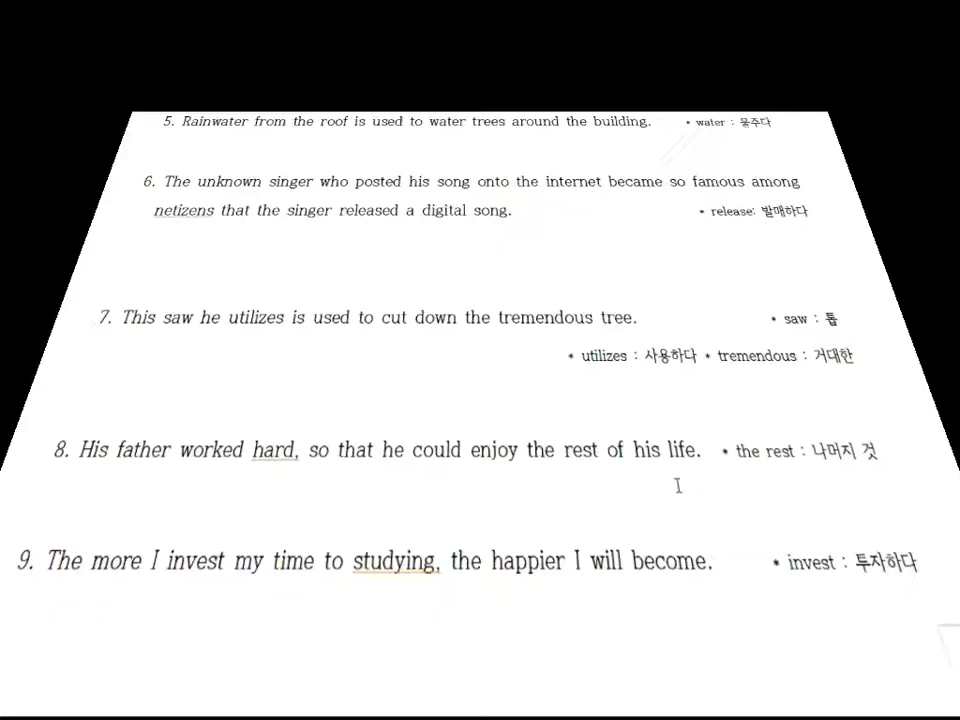 5. Rainwater from the roof is used to water trees around the building. * water : 물주다
6. The unknown singer who posted his song onto the internet became so famous among
netizens that the singer released a digital song. * release: 발매하다
7. This saw he utilizes is used to cut down the tremendous tree. * saw : 톱
* utilizes : 사용하다 * tremendous : 거대한
8. His father worked hard, so that he could enjoy the rest of his life. * the rest : 나머지 것
9. The more I invest my time to studying, the happier I will become. * invest : 투자하다